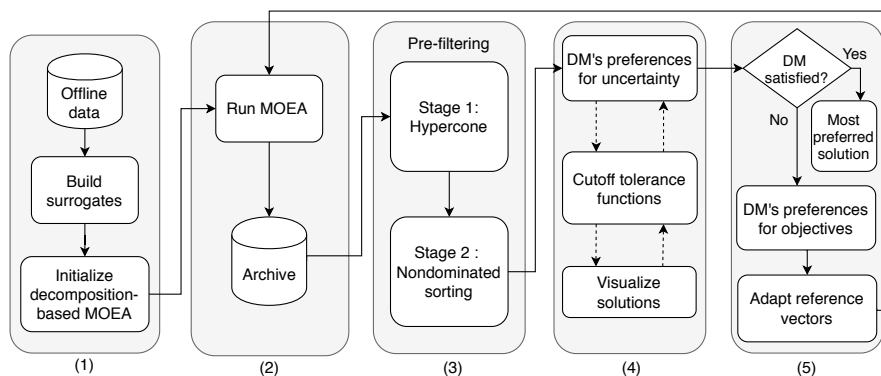 Offline
data
Build
surrogates
Initialize
decomposition-
based MOEA
(1)
Run MOEA
Archive
(2)
Pre-filtering
Stage 1 :
Hypercone
Stage 2 :
Nondominated
sorting
(3)
DM's preferences
for uncertainty
Cutoff tolerance
functions
Visualize
solutions
(4)
DM
satisfied?
Yes
No
Most
preferred
solution
DM's preferences
for objectives
Adapt reference
vectors
(5)